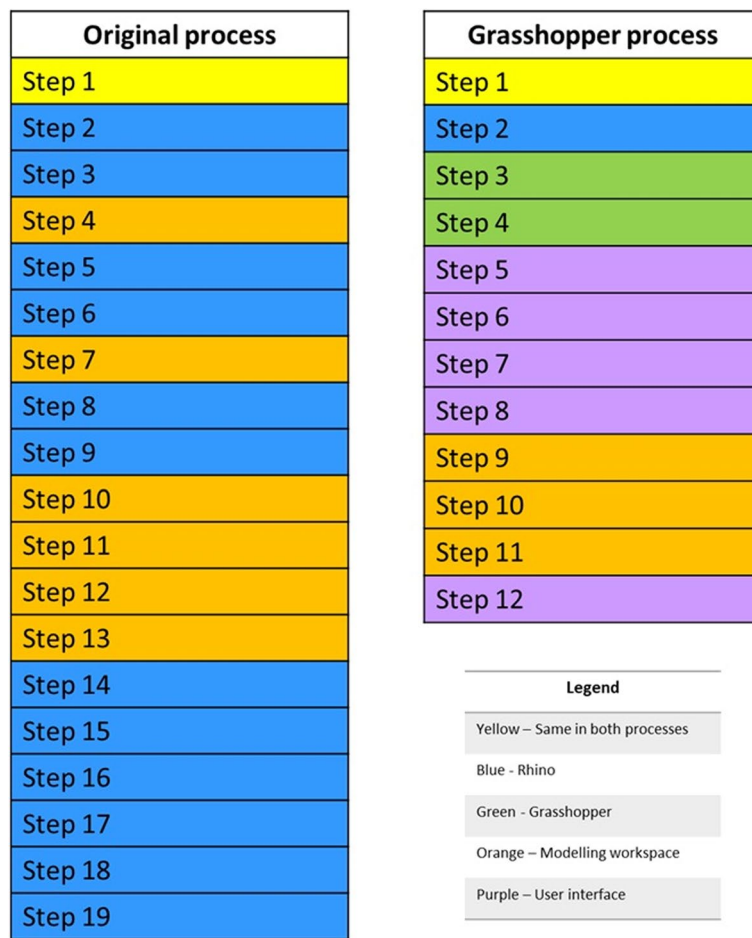 Original process
Step 1
Step 2
Step 3
Step 4
Step 5
Step 6
Step 7
Step 8
Step 9
Step 10
Step 11
Step 12
Step 13
Step 14
Step 15
Step 16
Step 17
Step 18
Step 19
Grasshopper process
Step 1
Step 2
Step 3
Step 4
Step 5
Step 6
Step 7
Step 8
Step 9
Step 10
Step 11
Step 12
Legend
Yellow – Same in both processes
Blue - Rhino
Green - Grasshopper
Orange – Modelling workspace
Purple – User interface